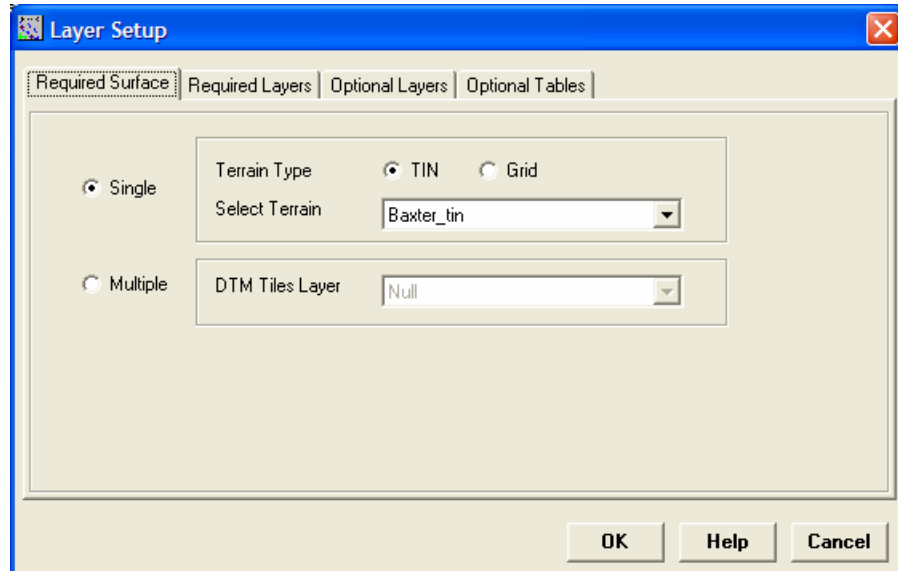 Layer Setup
Required Surface Required Layers Optional Layers Optional Tables
Single
Terrain Type TIN Grid
Select Terrain Baxter_tin
Multiple DTM Tiles Layer Null
OK Help Cancel